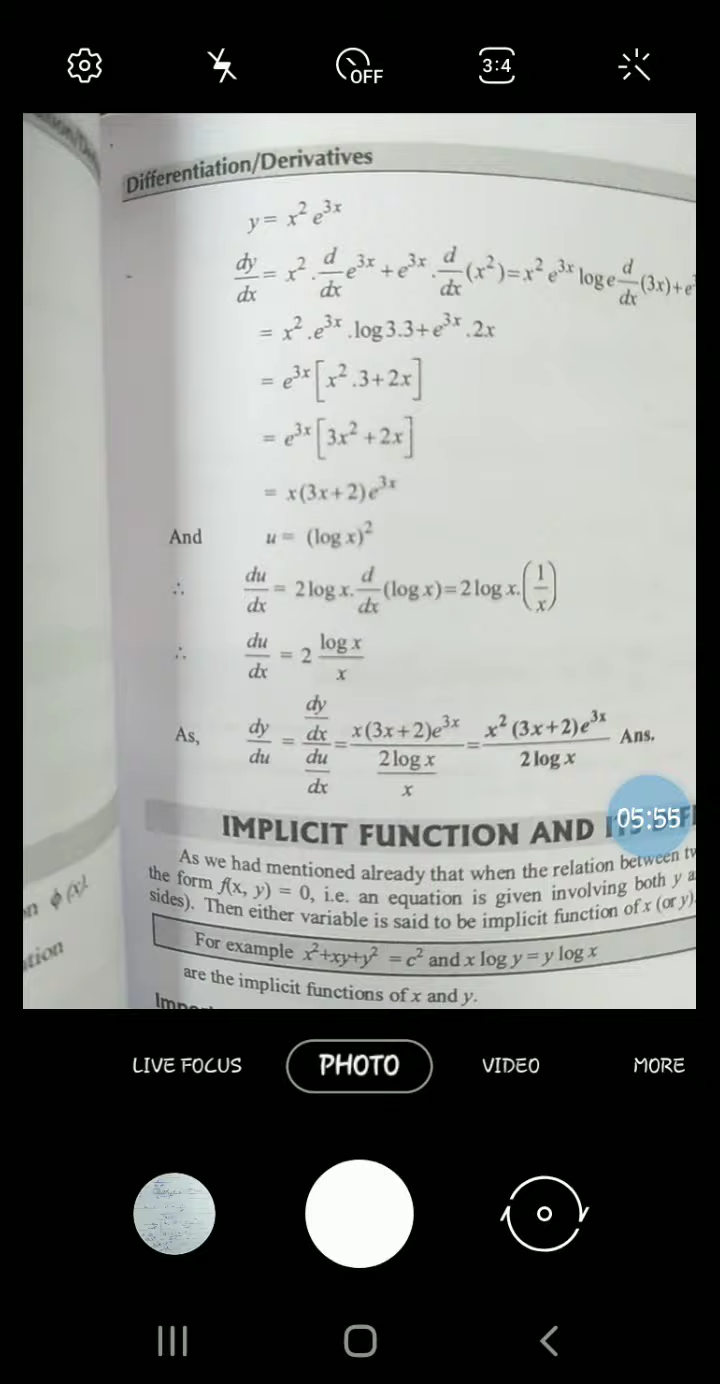 OFF
3:4
Differentiation/Derivatives
y = x² e³ˣ
dy/dx = x² . d/dx e³ˣ + e³ˣ . d/dx (x²) = x² e³ˣ log e d/dx (3x) + e
= x² . e³ˣ . log 3.3 + e³ˣ . 2x
= e³ˣ [x² . 3 + 2x]
= e³ˣ [3x² + 2x]
= x(3x + 2) e³ˣ
And u = (log x)²
∴ du/dx = 2 log x. d/dx (log x) = 2 log x. (1/x)
∴ du/dx = 2 log x / x
As, dy/du = (dy/dx)/(du/dx) = x(3x+2)e³ˣ / (2 log x / x) = x² (3x+2)e³ˣ / 2 log x Ans.
05:55
IMPLICIT FUNCTION AND
As we had mentioned already that when the relation between
the form f(x, y) = 0, i.e. an equation is given involving both y
sides). Then either variable is said to be implicit function of x (or y)
For example x²+xy+y² = c² and x log y = y log x
are the implicit functions of x and y.
n ϕ (x).
tion
LIVE FOCUS
PHOTO
VIDEO
MORE